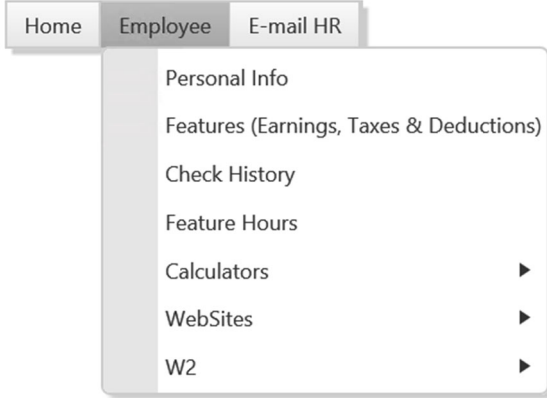 Home Employee E-mail HR
Personal Info
Features (Earnings, Taxes & Deductions)
Check History
Feature Hours
Calculators
WebSites
W2